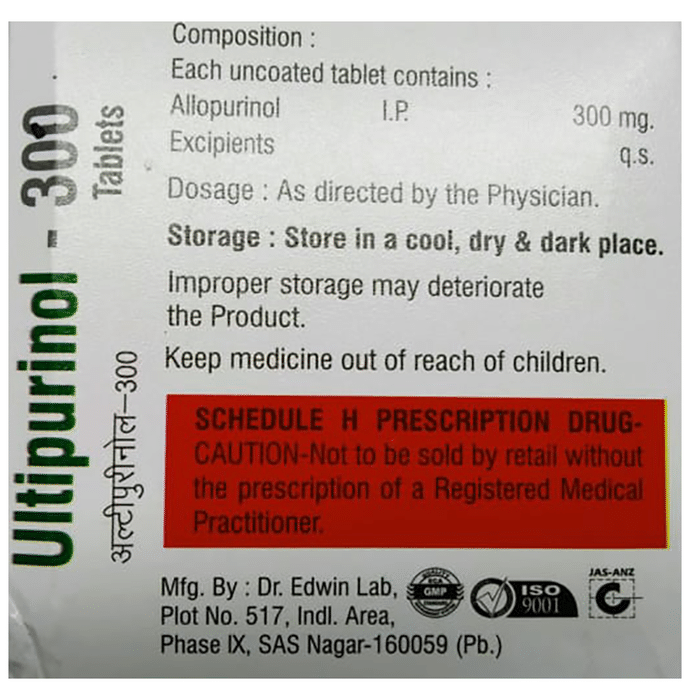 Ultipurinol - 300
Tablets
अल्टीपुरीनोल–300
Composition :
Each uncoated tablet contains :
Allopurinol I.P. 300 mg.
Excipients q.s.
Dosage : As directed by the Physician.
Storage : Store in a cool, dry & dark place.
Improper storage may deteriorate
the Product.
Keep medicine out of reach of children.
SCHEDULE H PRESCRIPTION DRUG-
CAUTION-Not to be sold by retail without
the prescription of a Registered Medical
Practitioner.
Mfg. By : Dr. Edwin Lab,
Plot No. 517, Indl. Area,
Phase IX, SAS Nagar-160059 (Pb.)
GMP
ISO
9001
JAS-ANZ